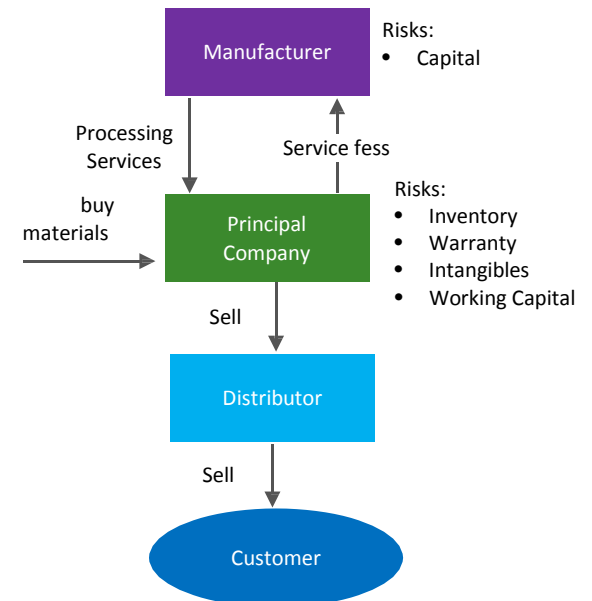 Manufacturer
Risks:
• Capital
Processing
Services
Service fess
buy
materials
Principal
Company
Risks:
• Inventory
• Warranty
• Intangibles
• Working Capital
Sell
Distributor
Sell
Customer